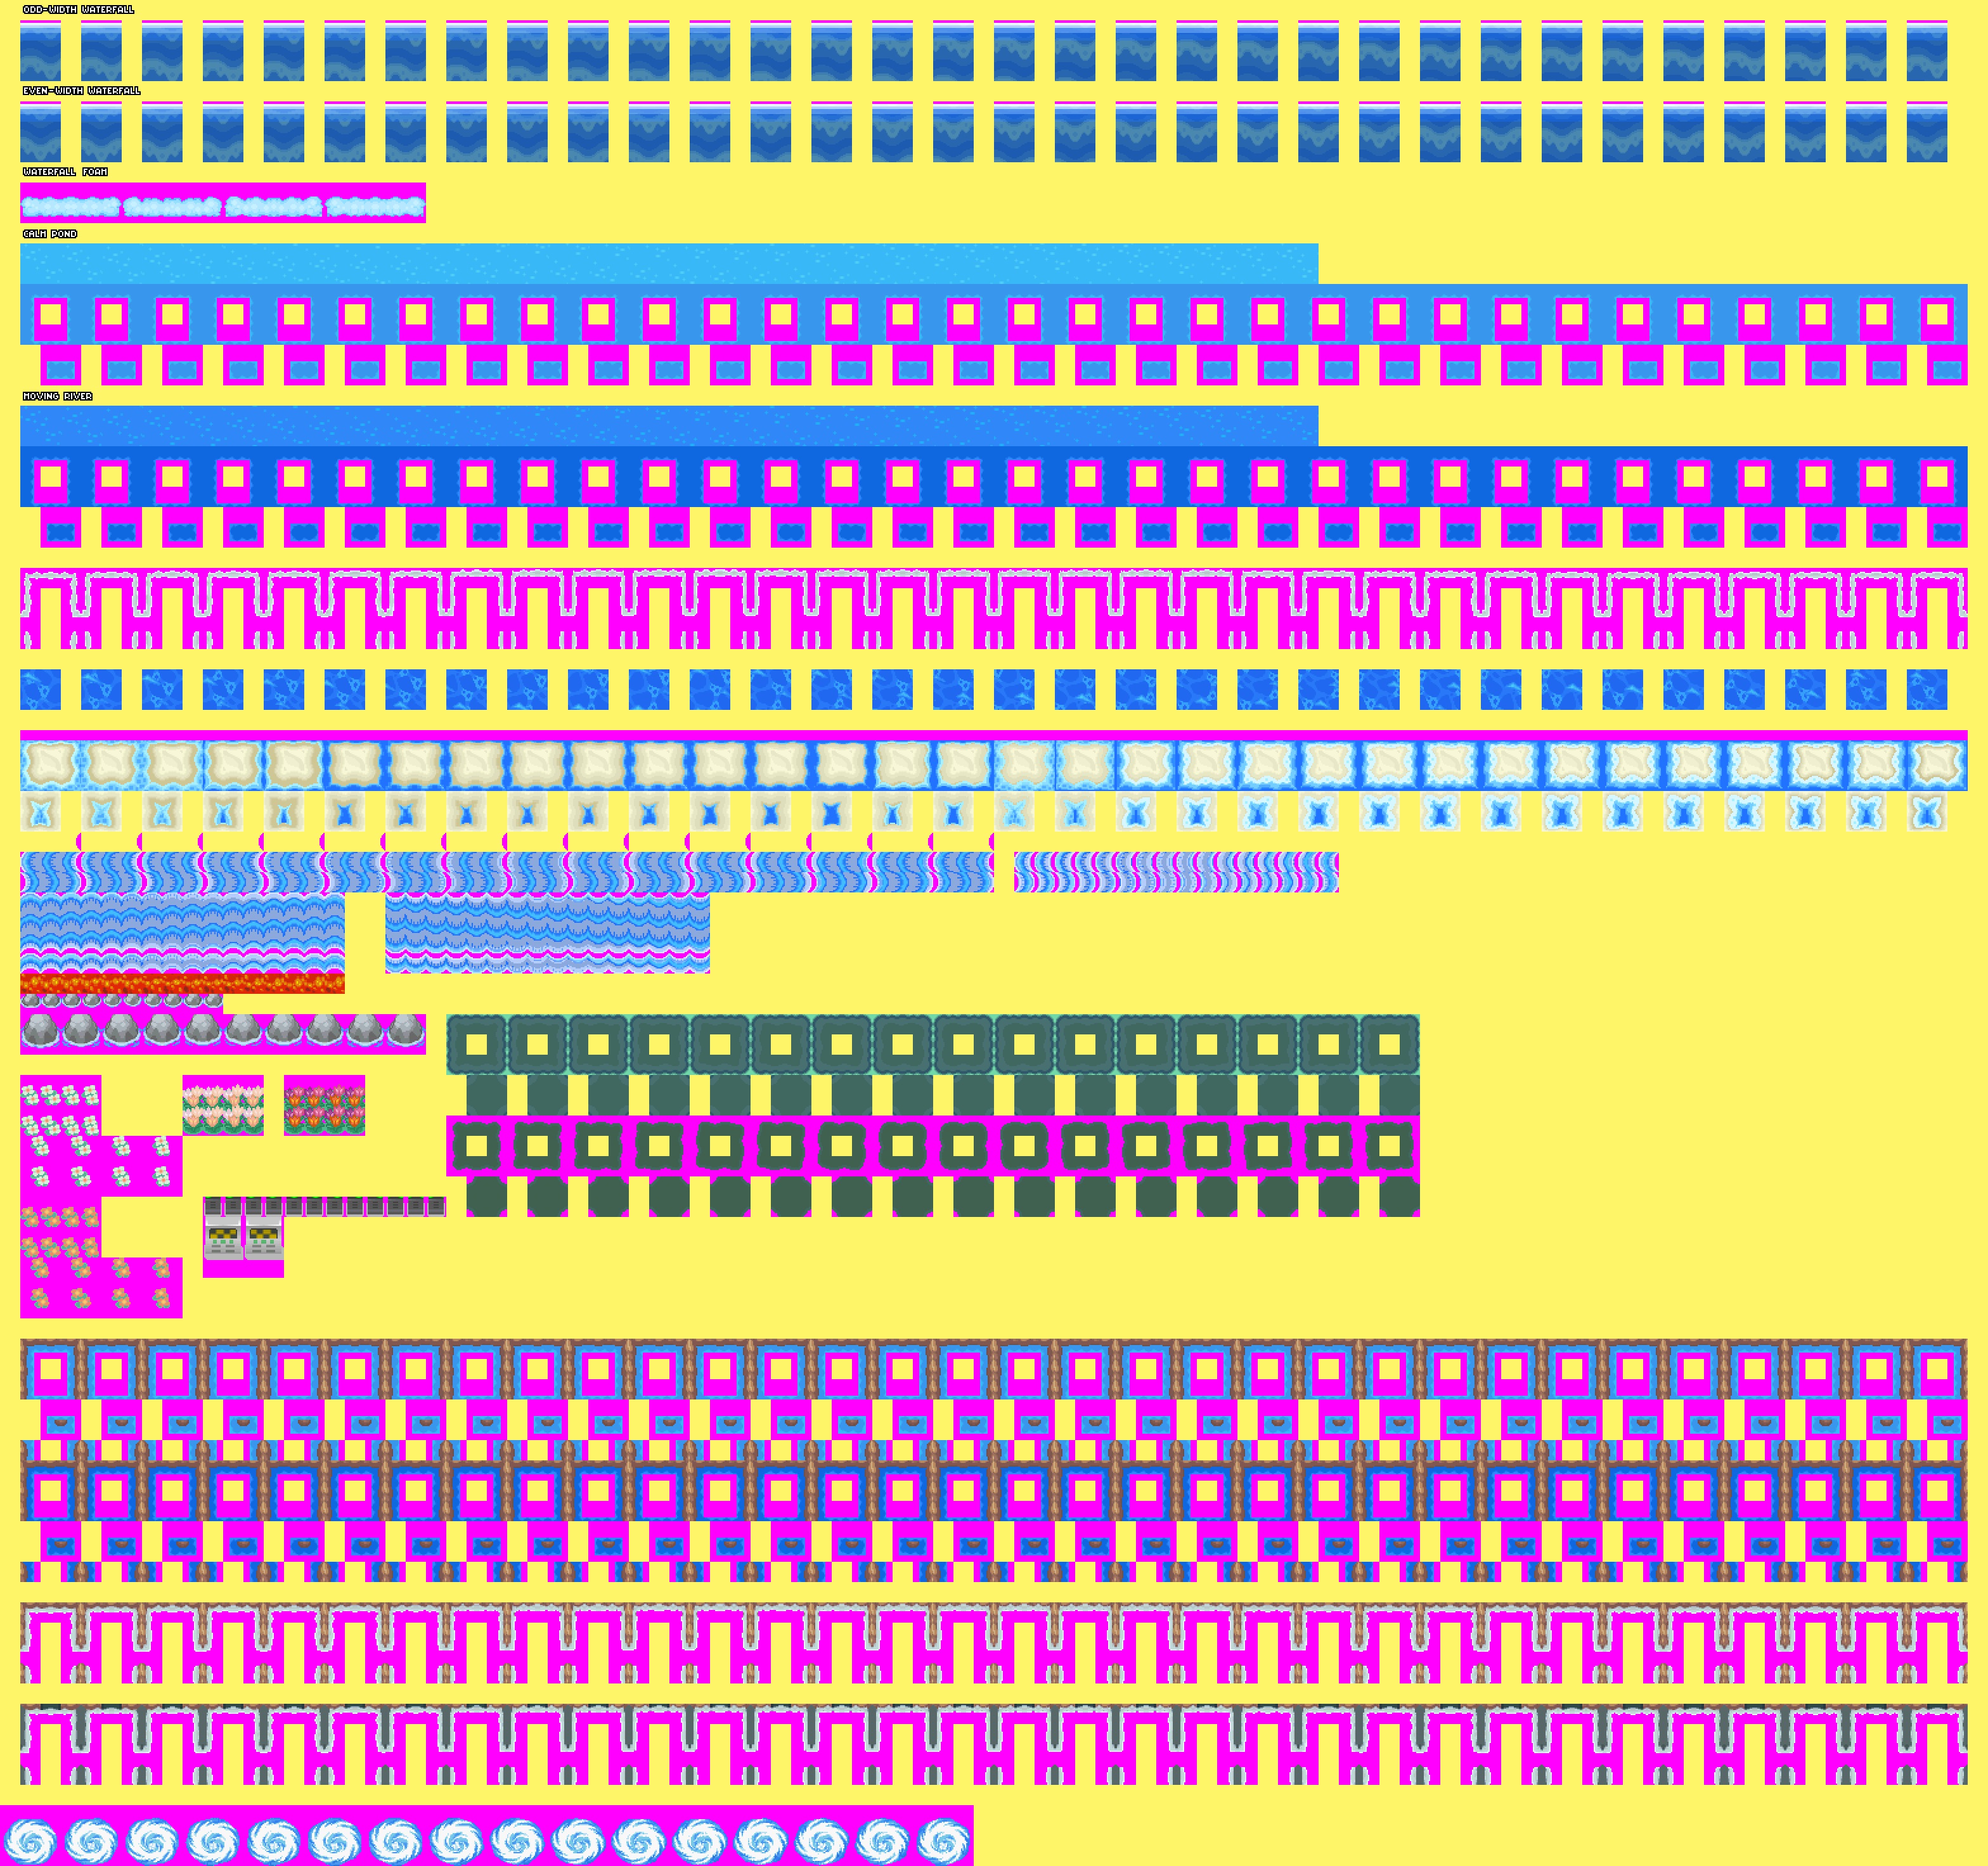 ODD-WIDTH WATERFALL
EVEN-WIDTH WATERFALL
WATERFALL FOAM
CALM POND
MOVING RIVER